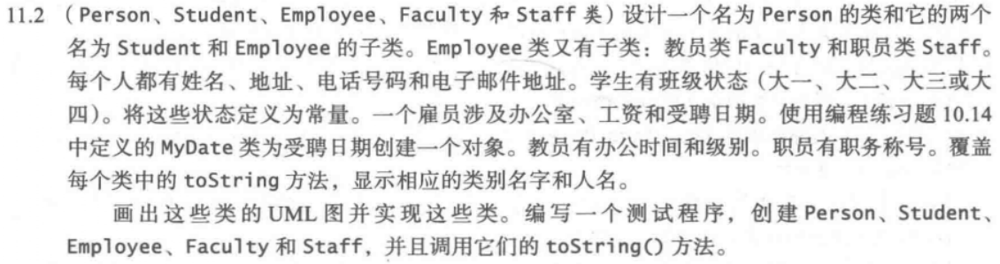 11.2 （Person、Student、Employee、Faculty 和 Staff 类）设计一个名为 Person 的类和它的两个
名为 Student 和 Employee 的子类。Employee 类又有子类：教员类 Faculty 和职员类 Staff。
每个人都有姓名、地址、电话号码和电子邮件地址。学生有班级状态（大一、大二、大三或大
四）。将这些状态定义为常量。一个雇员涉及办公室、工资和受聘日期。使用编程练习题 10.14
中定义的 MyDate 类为受聘日期创建一个对象。教员有办公时间和级别。职员有职务称号。覆盖
每个类中的 toString 方法，显示相应的类别名字和人名。
画出这些类的 UML 图并实现这些类。编写一个测试程序，创建 Person、Student、
Employee、Faculty 和 Staff，并且调用它们的 toString() 方法。